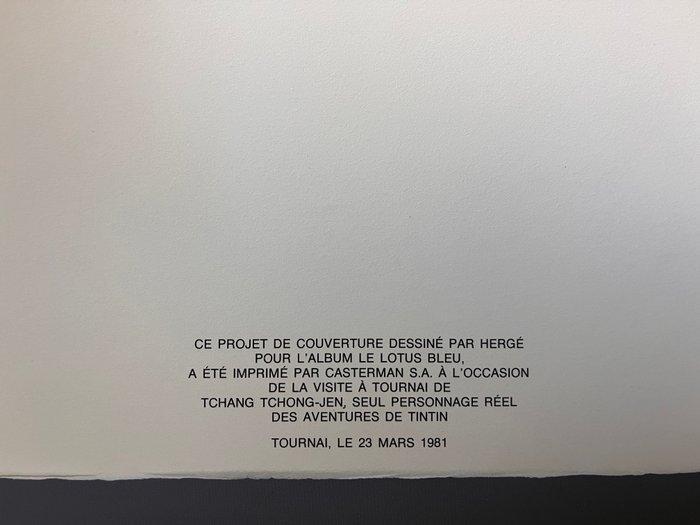 CE PROJET DE COUVERTURE DESSINÉ PAR HERGÉ
POUR L'ALBUM LE LOTUS BLEU,
A ÉTÉ IMPRIMÉ PAR CASTERMAN S.A. À L'OCCASION
DE LA VISITE À TOURNAI DE
TCHANG TCHONG-JEN, SEUL PERSONNAGE RÉEL
DES AVENTURES DE TINTIN
TOURNAI, LE 23 MARS 1981